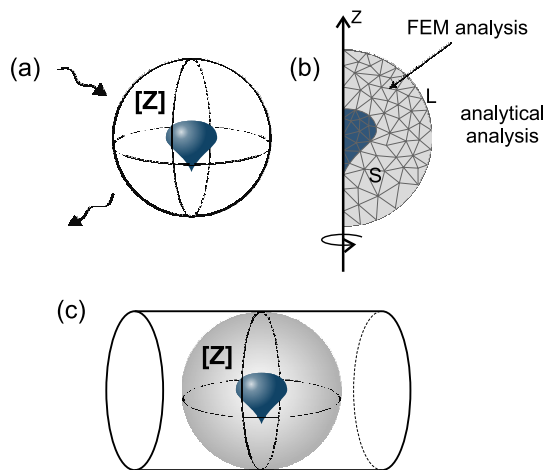 (a)
[Z]
(b)
Z
FEM analysis
L
analytical
analysis
S
(c)
[Z]